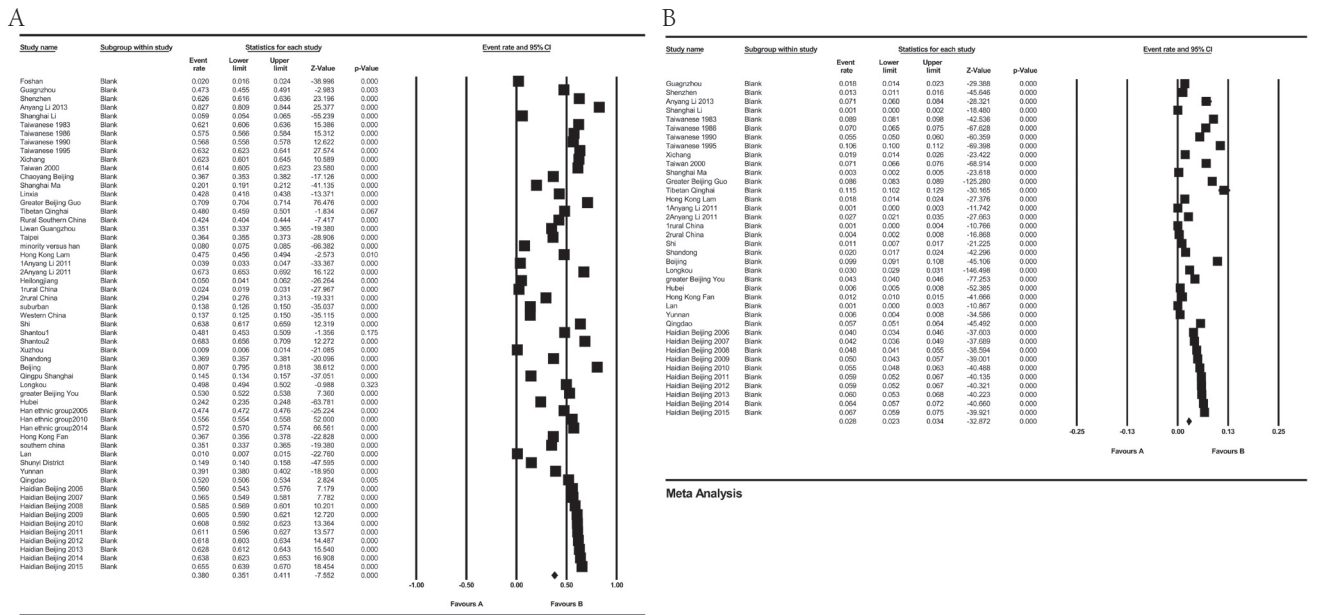 A
Study name Subgroup within study Statistics for each study Event rate and 95% CI
Event rate Lower limit Upper limit Z-Value p-Value
Foshan Blank 0.020 0.016 0.024 -38.996 0.000
Guagnzhou Blank 0.473 0.455 0.491 -2.983 0.003
Shenzhen Blank 0.626 0.616 0.636 23.196 0.000
Anyang Li 2013 Blank 0.827 0.809 0.844 25.377 0.000
Shanghai Li Blank 0.059 0.054 0.065 -55.239 0.000
Taiwanese 1983 Blank 0.621 0.606 0.636 15.386 0.000
Taiwanese 1986 Blank 0.575 0.566 0.584 15.312 0.000
Taiwanese 1990 Blank 0.568 0.558 0.578 12.622 0.000
Taiwanese 1995 Blank 0.632 0.623 0.641 27.574 0.000
Xichang Blank 0.623 0.601 0.645 10.589 0.000
Taiwan 2000 Blank 0.614 0.605 0.623 23.580 0.000
Chaoyang Beijing Blank 0.367 0.353 0.382 -17.126 0.000
Shanghai Ma Blank 0.201 0.191 0.212 -41.135 0.000
Linxia Blank 0.428 0.418 0.438 -13.371 0.000
Greater Beijing Guo Blank 0.709 0.704 0.714 76.476 0.000
Tibetan Qinghai Blank 0.480 0.459 0.501 -1.834 0.067
Rural Southern China Blank 0.424 0.404 0.444 -7.417 0.000
Liwan Guangzhou Blank 0.351 0.337 0.365 -19.380 0.000
Taipei Blank 0.364 0.355 0.373 -28.906 0.000
minority versus han Blank 0.080 0.075 0.085 -66.382 0.000
Hong Kong Lam Blank 0.475 0.456 0.494 -2.573 0.010
1Anyang Li 2011 Blank 0.039 0.033 0.047 -33.367 0.000
2Anyang Li 2011 Blank 0.673 0.653 0.692 16.122 0.000
Heilongjiang Blank 0.050 0.041 0.062 -26.264 0.000
1rural China Blank 0.024 0.019 0.031 -27.967 0.000
2rural China Blank 0.294 0.276 0.313 -19.331 0.000
suburban Blank 0.138 0.126 0.150 -35.037 0.000
Western China Blank 0.137 0.125 0.150 -35.115 0.000
Shi Blank 0.638 0.617 0.659 12.319 0.000
Shantou1 Blank 0.481 0.453 0.509 -1.356 0.175
Shantou2 Blank 0.683 0.656 0.709 12.272 0.000
Xuzhou Blank 0.009 0.006 0.014 -21.085 0.000
Shandong Blank 0.369 0.357 0.381 -20.096 0.000
Beijing Blank 0.807 0.795 0.818 38.612 0.000
Qingpu Shanghai Blank 0.145 0.134 0.157 -37.051 0.000
Longkou Blank 0.498 0.494 0.502 -0.988 0.323
greater Beijing You Blank 0.530 0.522 0.538 7.360 0.000
Hubei Blank 0.242 0.235 0.248 -63.781 0.000
Han ethnic group2005 Blank 0.474 0.472 0.476 -25.224 0.000
Han ethnic group2010 Blank 0.556 0.554 0.558 52.000 0.000
Han ethnic group2014 Blank 0.572 0.570 0.574 66.561 0.000
Hong Kong Fan Blank 0.367 0.356 0.378 -22.828 0.000
southern china Blank 0.351 0.337 0.365 -19.380 0.000
Lan Blank 0.010 0.007 0.015 -22.760 0.000
Shunyi District Blank 0.149 0.140 0.158 -47.595 0.000
Yunnan Blank 0.391 0.380 0.402 -18.950 0.000
Qingdao Blank 0.520 0.506 0.534 2.824 0.005
Haidian Beijing 2006 Blank 0.560 0.543 0.576 7.179 0.000
Haidian Beijing 2007 Blank 0.565 0.549 0.581 7.782 0.000
Haidian Beijing 2008 Blank 0.585 0.569 0.601 10.201 0.000
Haidian Beijing 2009 Blank 0.605 0.590 0.621 12.720 0.000
Haidian Beijing 2010 Blank 0.608 0.592 0.623 13.364 0.000
Haidian Beijing 2011 Blank 0.611 0.596 0.627 13.577 0.000
Haidian Beijing 2012 Blank 0.618 0.603 0.634 14.487 0.000
Haidian Beijing 2013 Blank 0.628 0.612 0.643 15.540 0.000
Haidian Beijing 2014 Blank 0.638 0.623 0.653 16.908 0.000
Haidian Beijing 2015 Blank 0.655 0.639 0.670 18.454 0.000
0.380 0.351 0.411 -7.552 0.000
-1.00 -0.50 0.00 0.50 1.00
Favours A Favours B
B
Study name Subgroup within study Statistics for each study Event rate and 95% CI
Event rate Lower limit Upper limit Z-Value p-Value
Guagnzhou Blank 0.018 0.014 0.023 -29.388 0.000
Shenzhen Blank 0.013 0.011 0.016 -45.646 0.000
Anyang Li 2013 Blank 0.071 0.060 0.084 -28.321 0.000
Shanghai Li Blank 0.001 0.000 0.002 -18.480 0.000
Taiwanese 1983 Blank 0.089 0.081 0.098 -42.536 0.000
Taiwanese 1986 Blank 0.070 0.065 0.075 -67.628 0.000
Taiwanese 1990 Blank 0.055 0.050 0.060 -60.359 0.000
Taiwanese 1995 Blank 0.106 0.100 0.112 -69.398 0.000
Xichang Blank 0.019 0.014 0.026 -23.422 0.000
Taiwan 2000 Blank 0.071 0.066 0.076 -68.914 0.000
Shanghai Ma Blank 0.003 0.002 0.005 -23.618 0.000
Greater Beijing Guo Blank 0.086 0.083 0.089 -125.280 0.000
Tibetan Qinghai Blank 0.115 0.102 0.129 -30.165 0.000
Hong Kong Lam Blank 0.018 0.014 0.024 -27.376 0.000
1Anyang Li 2011 Blank 0.001 0.000 0.003 -11.742 0.000
2Anyang Li 2011 Blank 0.027 0.021 0.035 -27.663 0.000
1rural China Blank 0.001 0.000 0.004 -10.766 0.000
2rural China Blank 0.004 0.002 0.008 -16.868 0.000
Shi Blank 0.011 0.007 0.017 -21.225 0.000
Shandong Blank 0.020 0.017 0.024 -42.296 0.000
Beijing Blank 0.099 0.091 0.108 -45.106 0.000
Longkou Blank 0.030 0.029 0.031 -146.498 0.000
greater Beijing You Blank 0.043 0.040 0.046 -77.253 0.000
Hubei Blank 0.006 0.005 0.008 -52.365 0.000
Hong Kong Fan Blank 0.012 0.010 0.015 -41.666 0.000
Lan Blank 0.001 0.000 0.003 -10.867 0.000
Yunnan Blank 0.006 0.004 0.008 -34.586 0.000
Qingdao Blank 0.057 0.051 0.064 -45.492 0.000
Haidian Beijing 2006 Blank 0.040 0.034 0.046 -37.603 0.000
Haidian Beijing 2007 Blank 0.042 0.036 0.049 -37.689 0.000
Haidian Beijing 2008 Blank 0.048 0.041 0.055 -38.594 0.000
Haidian Beijing 2009 Blank 0.050 0.043 0.057 -39.001 0.000
Haidian Beijing 2010 Blank 0.055 0.048 0.063 -40.488 0.000
Haidian Beijing 2011 Blank 0.059 0.052 0.067 -40.135 0.000
Haidian Beijing 2012 Blank 0.059 0.052 0.067 -40.321 0.000
Haidian Beijing 2013 Blank 0.060 0.053 0.068 -40.223 0.000
Haidian Beijing 2014 Blank 0.064 0.057 0.072 -40.660 0.000
Haidian Beijing 2015 Blank 0.067 0.059 0.075 -39.921 0.000
0.028 0.023 0.034 -32.872 0.000
-0.25 -0.13 0.00 0.13 0.25
Favours A Favours B
Meta Analysis